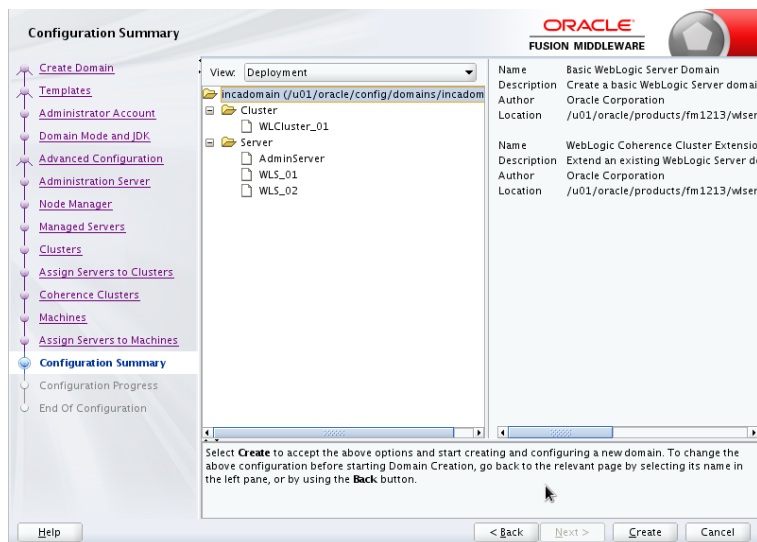 Configuration Summary
ORACLE
FUSION MIDDLEWARE
Create Domain
Templates
Administrator Account
Domain Mode and JDK
Advanced Configuration
Administration Server
Node Manager
Managed Servers
Clusters
Assign Servers to Clusters
Coherence Clusters
Machines
Assign Servers to Machines
Configuration Summary
Configuration Progress
End Of Configuration
View: Deployment
incadomain (/u01/oracle/config/domains/incadom
Cluster
WLCluster_01
Server
AdminServer
WLS_01
WLS_02
Name Basic WebLogic Server Domain
Description Create a basic WebLogic Server domai
Author Oracle Corporation
Location /u01/oracle/products/fm1213/wlser
Name WebLogic Coherence Cluster Extensio
Description Extend an existing WebLogic Server d
Author Oracle Corporation
Location /u01/oracle/products/fm1213/wlser
Select Create to accept the above options and start creating and configuring a new domain. To change the
above configuration before starting Domain Creation, go back to the relevant page by selecting its name in
the left pane, or by using the Back button.
Help
< Back
Next >
Create
Cancel